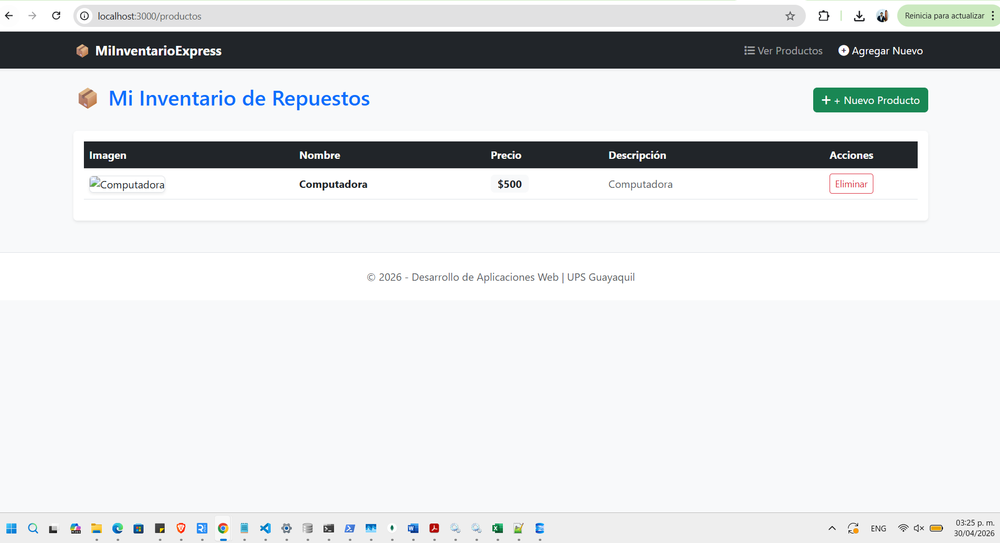 localhost:3000/productos
Reinicia para actualizar
MiInventarioExpress
Ver Productos
Agregar Nuevo
Mi Inventario de Repuestos
+ Nuevo Producto
Imagen Nombre Precio Descripción Acciones
Computadora Computadora $500 Computadora Eliminar
© 2026 - Desarrollo de Aplicaciones Web | UPS Guayaquil
ENG
03:25 p. m.
30/04/2026